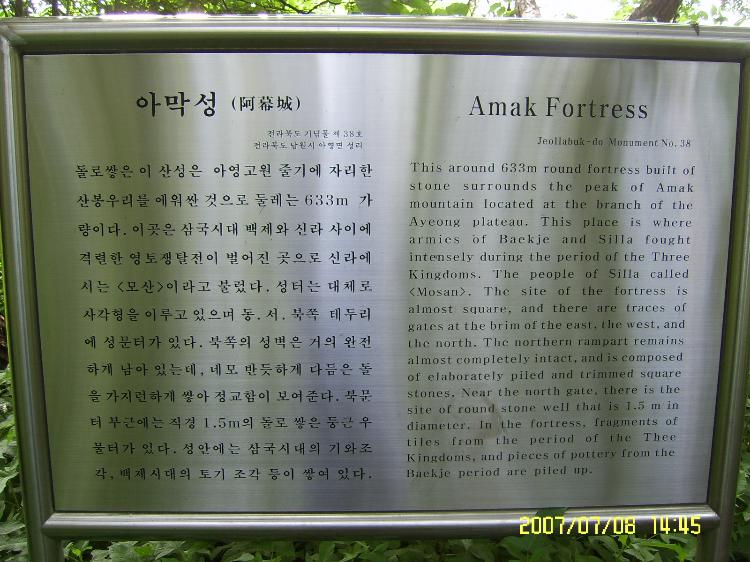 아막성 (阿幕城)
전라북도 기념물 제 38호
전라북도 남원시 아영면 성리
돌로쌓은 이 산성은 아영고원 줄기에 자리한
산봉우리를 에워싼 것으로 둘레는 633m 가
량이다. 이곳은 삼국시대 백제와 신라 사이에
격렬한 영토쟁탈전이 벌어진 곳으로 신라에
서는 <모산>이라고 불렀다. 성터는 대체로
사각형을 이루고 있으며 동. 서. 북쪽 테두리
에 성문터가 있다. 북쪽의 성벽은 거의 완전
하게 남아 있는데, 네모 반듯하게 다듬은 돌
을 가지런하게 쌓아 정교함이 보여준다. 북문
터 부근에는 직경 1.5m의 돌로 쌓은 둥근 우
물터가 있다. 성안에는 삼국시대의 기와조
각, 백제시대의 토기 조각 등이 쌓여 있다.
Amak Fortress
Jeollabuk-do Monument No. 38
This around 633m round fortress built of
stone surrounds the peak of Amak
mountain located at the branch of the
Ayeong plateau. This place is where
armies of Baekje and Silla fought
intensely during the period of the Three
Kingdoms. The people of Silla called
<Mosan>. The site of the fortress is
almost square, and there are traces of
gates at the brim of the east, the west, and
the north. The northern rampart remains
almost completely intact, and is composed
of elaborately piled and trimmed square
stones. Near the north gate, there is the
site of round stone well that is 1.5 m in
diameter. In the fortress, fragments of
tiles from the period of the Thee
Kingdoms, and pieces of pottery from the
Baekje period are piled up.
2007/07/08 14:45